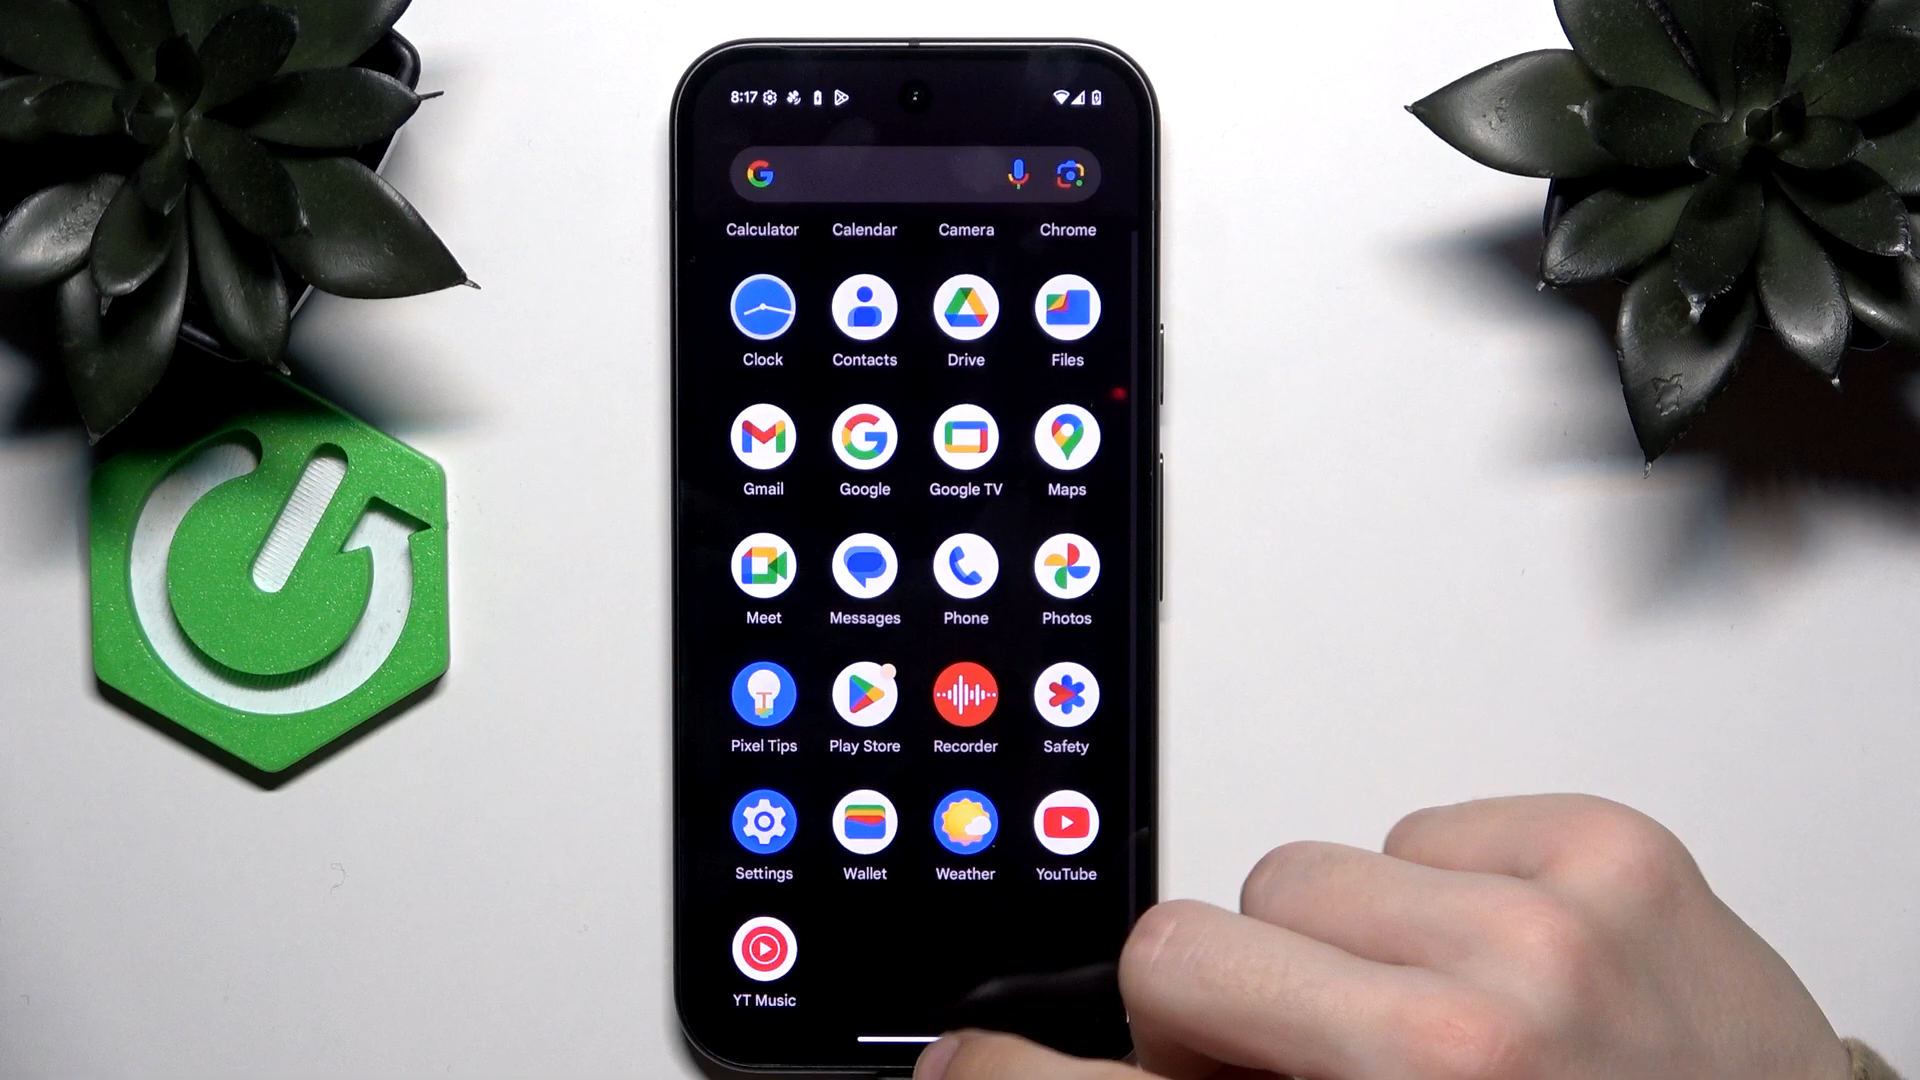 8:17
Calculator Calendar Camera Chrome
Clock Contacts Drive Files
Gmail Google Google TV Maps
Meet Messages Phone Photos
Pixel Tips Play Store Recorder Safety
Settings Wallet Weather YouTube
YT Music